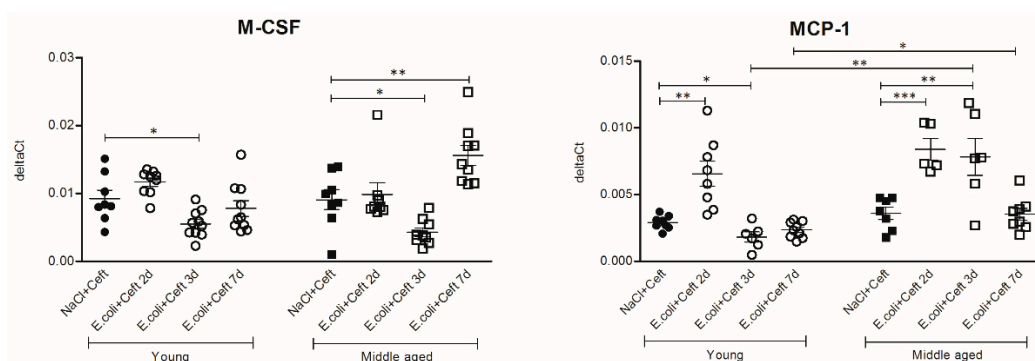 M-CSF
**
*
*
0.03
0.02
0.01
0.00
deltaCt
NaCl+Ceft
E.coli+Ceft 2d
E.coli+Ceft 3d
E.coli+Ceft 7d
NaCl+Ceft
E.coli+Ceft 2d
E.coli+Ceft 3d
E.coli+Ceft 7d
Young
Middle aged
MCP-1
*
**
*
**
**
***
0.015
0.010
0.005
0.000
deltaCt
NaCl+Ceft
E.coli+Ceft 2d
E.coli+Ceft 3d
E.coli+Ceft 7d
NaCl+Ceft
E.coli+Ceft 2d
E.coli+Ceft 3d
E.coli+Ceft 7d
Young
Middle aged